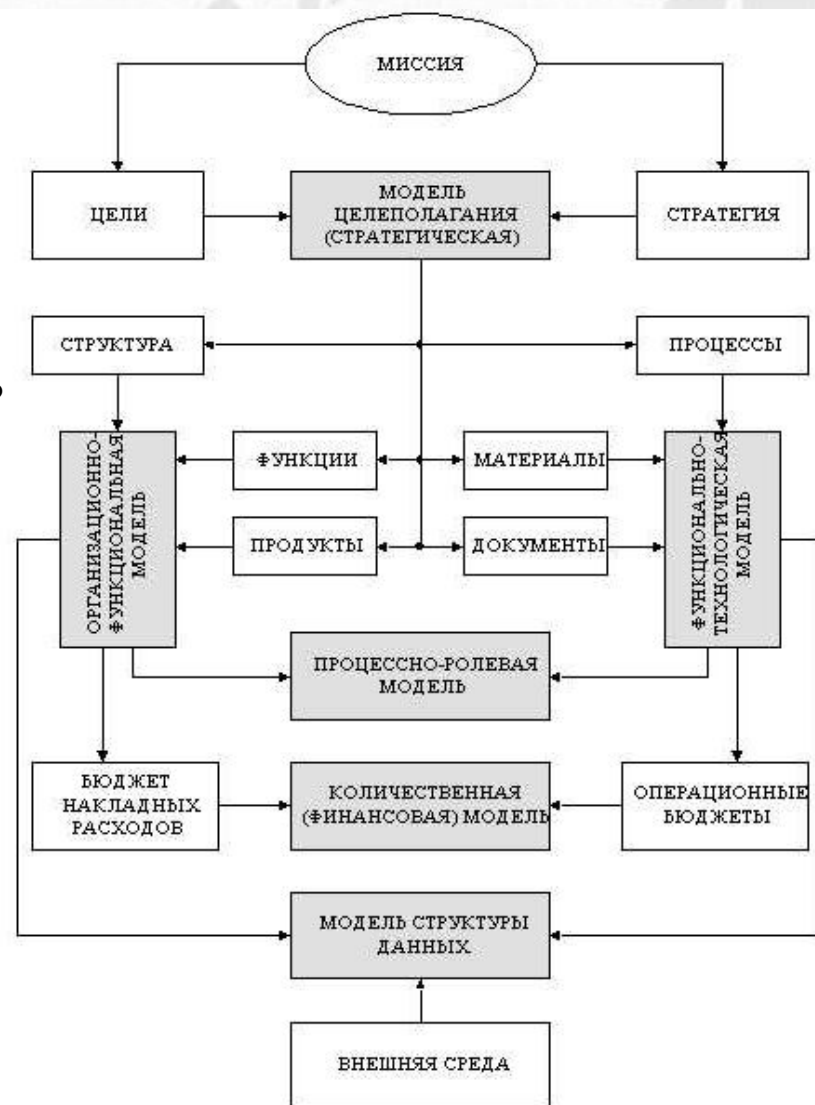 МИССИЯ
ЦЕЛИ
МОДЕЛЬ
ЦЕЛЕПОЛАГАНИЯ
(СТРАТЕГИЧЕСКАЯ)
СТРАТЕГИЯ
СТРУКТУРА
ПРОЦЕССЫ
ОРГАНИЗАЦИОННО-
ФУНКЦИОНАЛЬНАЯ
МОДЕЛЬ
ФУНКЦИИ
МАТЕРИАЛЫ
ФУНКЦИОНАЛЬНО-
ТЕХНОЛОГИЧЕСКАЯ
МОДЕЛЬ
ПРОДУКТЫ
ДОКУМЕНТЫ
ПРОЦЕССНО-РОЛЕВАЯ
МОДЕЛЬ
БЮДЖЕТ
НАКЛАДНЫХ
РАСХОДОВ
КОЛИЧЕСТВЕННАЯ
(ФИНАНСОВАЯ) МОДЕЛЬ
ОПЕРАЦИОННЫЕ
БЮДЖЕТЫ
МОДЕЛЬ СТРУКТУРЫ
ДАННЫХ
ВНЕШНЯЯ СРЕДА